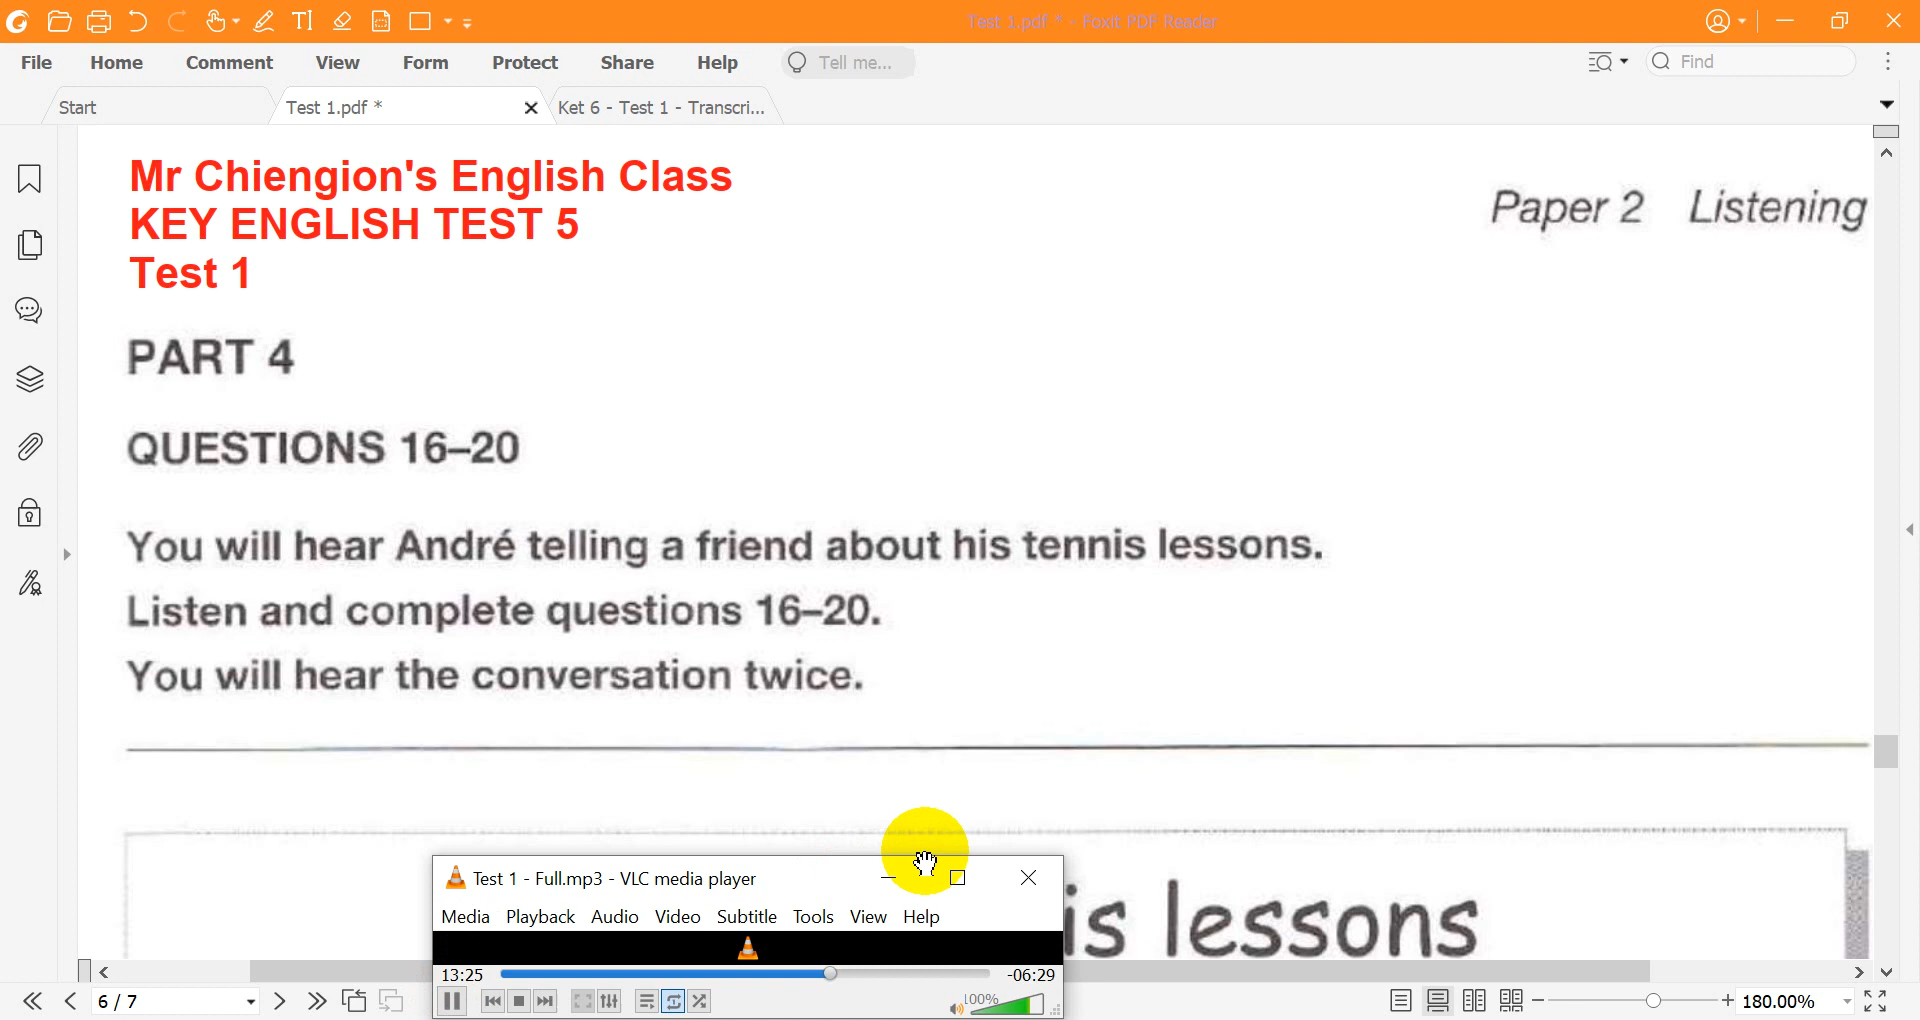 Test 1.pdf * - Foxit PDF Reader
File Home Comment View Form Protect Share Help Tell me... Find
Start Test 1.pdf * Ket 6 - Test 1 - Transcri...
Mr Chiengion's English Class
KEY ENGLISH TEST 5
Test 1
Paper 2 Listening
PART 4
QUESTIONS 16–20
You will hear André telling a friend about his tennis lessons.
Listen and complete questions 16–20.
You will hear the conversation twice.
is lessons
Test 1 - Full.mp3 - VLC media player
Media Playback Audio Video Subtitle Tools View Help
13:25 -06:29
100%
6 / 7 180.00%